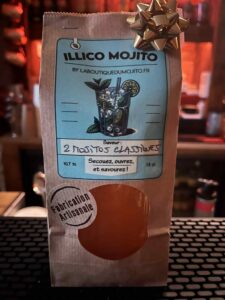 ILLICO MOJITO
BY LABOUTIQUEDUMOJITO.FR
Saveur:
2 MOJITOS CLASSIQUES
Secouez, ouvrez,
et savourez !
Fabrication
Artisanale